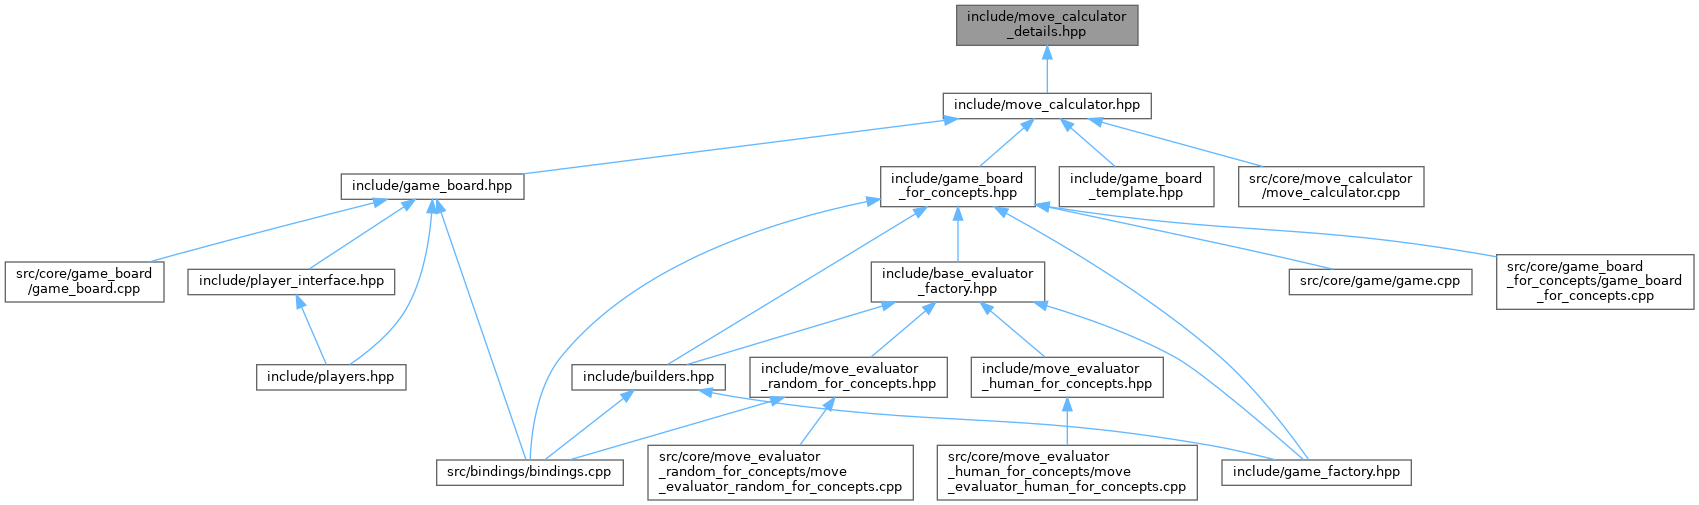 include/move_calculator
_details.hpp
include/move_calculator.hpp
include/game_board.hpp
include/game_board
_for_concepts.hpp
include/game_board
_template.hpp
src/core/move_calculator
/move_calculator.cpp
src/core/game_board
/game_board.cpp
include/player_interface.hpp
include/base_evaluator
_factory.hpp
src/core/game/game.cpp
src/core/game_board
_for_concepts/game_board
_for_concepts.cpp
include/players.hpp
include/builders.hpp
include/move_evaluator
_random_for_concepts.hpp
include/move_evaluator
_human_for_concepts.hpp
src/bindings/bindings.cpp
src/core/move_evaluator
_random_for_concepts/move
_evaluator_random_for_concepts.cpp
src/core/move_evaluator
_human_for_concepts/move
_evaluator_human_for_concepts.cpp
include/game_factory.hpp